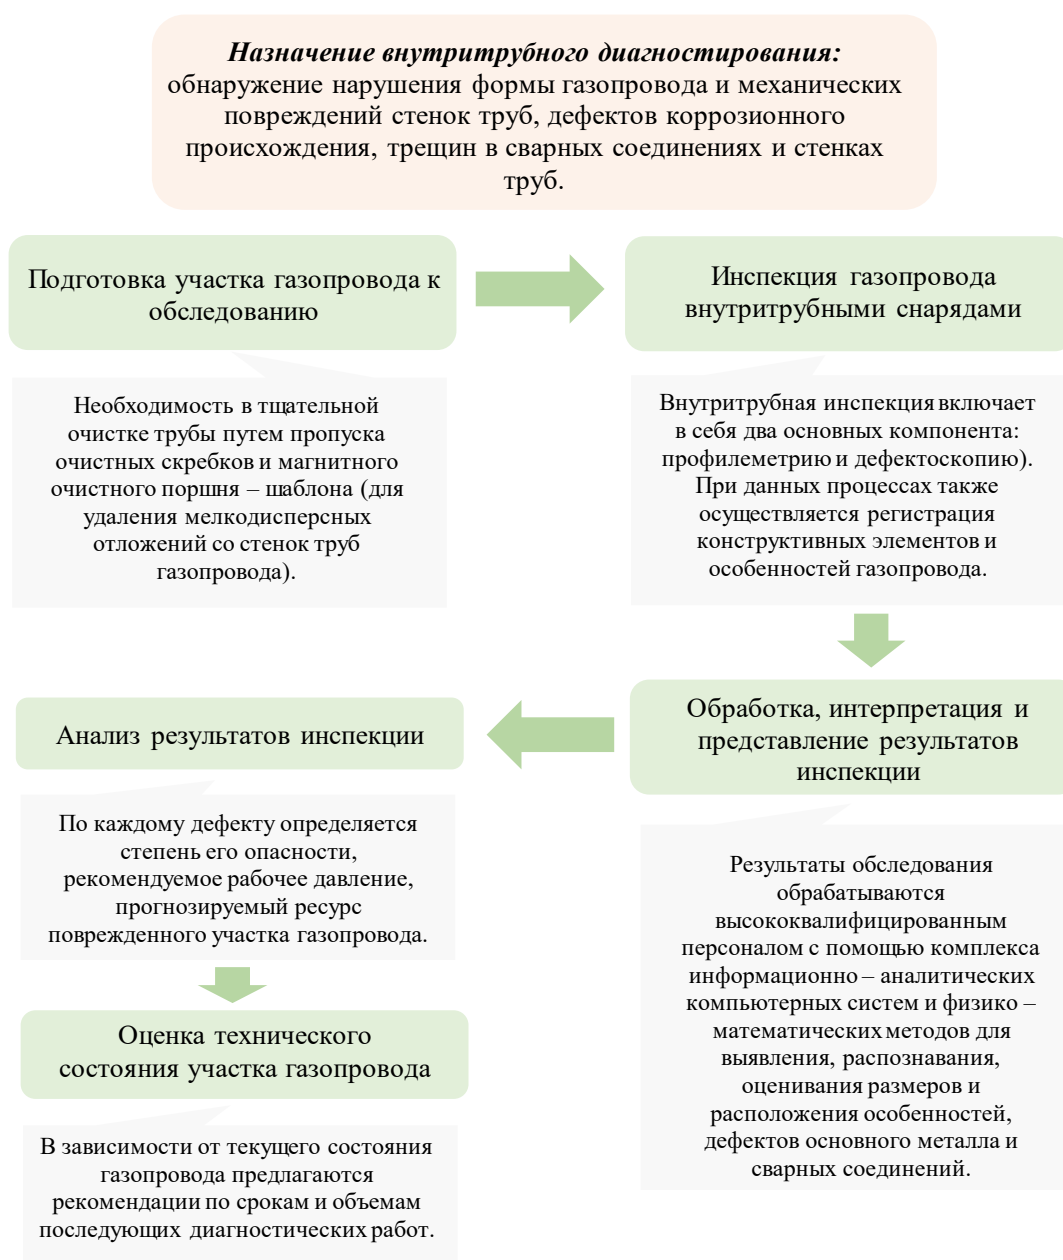 Назначение внутритрубного диагностирования:
обнаружение нарушения формы газопровода и механических
повреждений стенок труб, дефектов коррозионного
происхождения, трещин в сварных соединениях и стенках
труб.
Подготовка участка газопровода к
обследованию
Необходимость в тщательной
очистке трубы путем пропуска
очистных скребков и магнитного
очистного поршня – шаблона (для
удаления мелкодисперсных
отложений со стенок труб
газопровода).
Инспекция газопровода
внутритрубными снарядами
Внутритрубная инспекция включает
в себя два основных компонента:
профилеметрию и дефектоскопию).
При данных процессах также
осуществляется регистрация
конструктивных элементов и
особенностей газопровода.
Обработка, интерпретация и
представление результатов
инспекции
Результаты обследования
обрабатываются
высококвалифицированным
персоналом с помощью комплекса
информационно – аналитических
компьютерных систем и физико –
математических методов для
выявления, распознавания,
оценивания размеров и
расположения особенностей,
дефектов основного металла и
сварных соединений.
Анализ результатов инспекции
По каждому дефекту определяется
степень его опасности,
рекомендуемое рабочее давление,
прогнозируемый ресурс
поврежденного участка газопровода.
Оценка технического
состояния участка газопровода
В зависимости от текущего состояния
газопровода предлагаются
рекомендации по срокам и объемам
последующих диагностических работ.